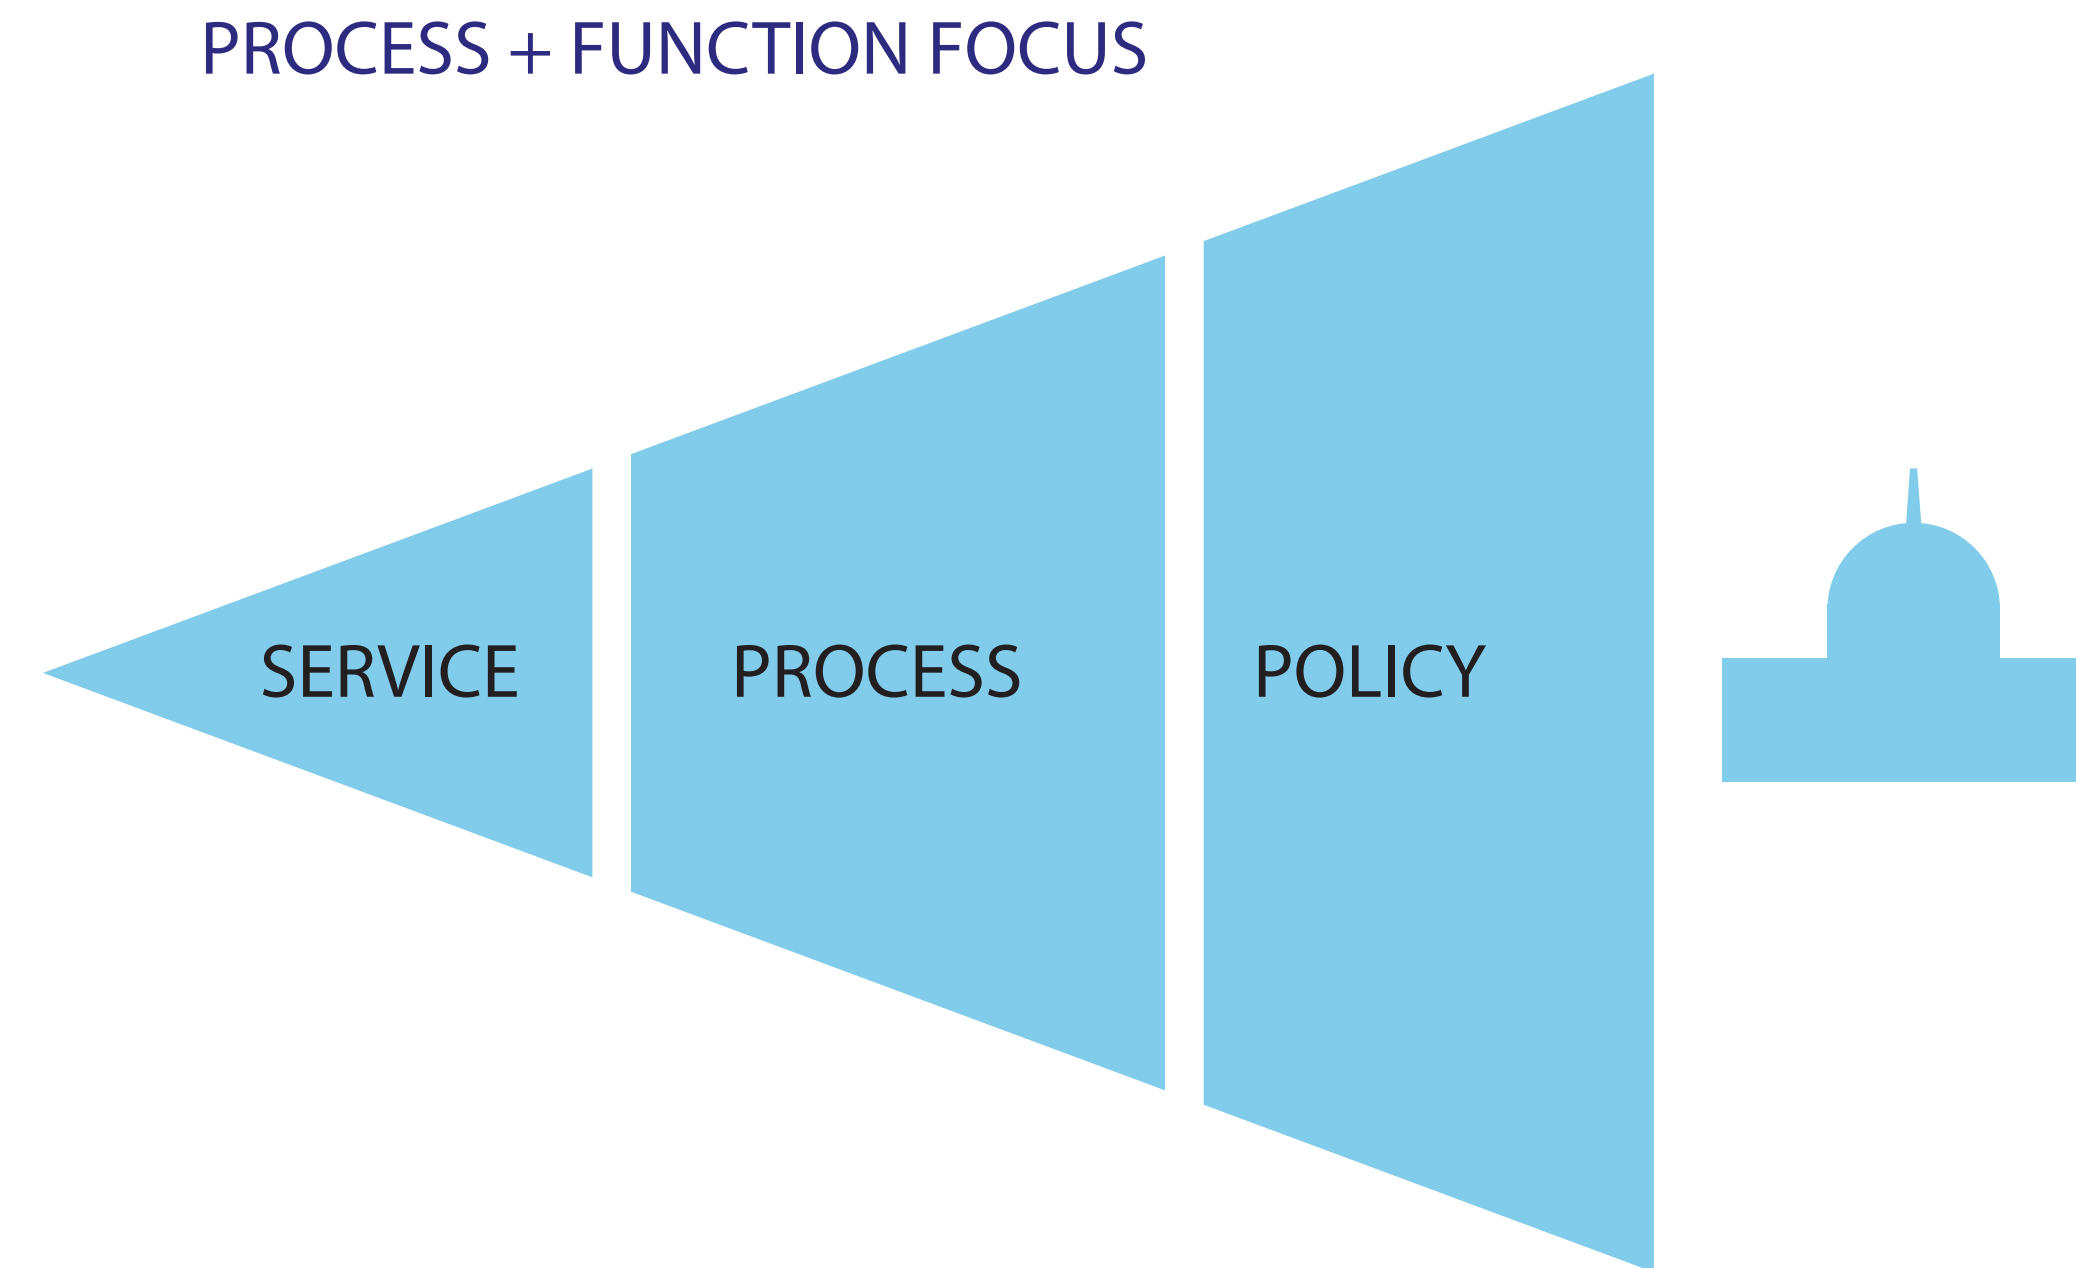 PROCESS + FUNCTION FOCUS
SERVICE
PROCESS
POLICY